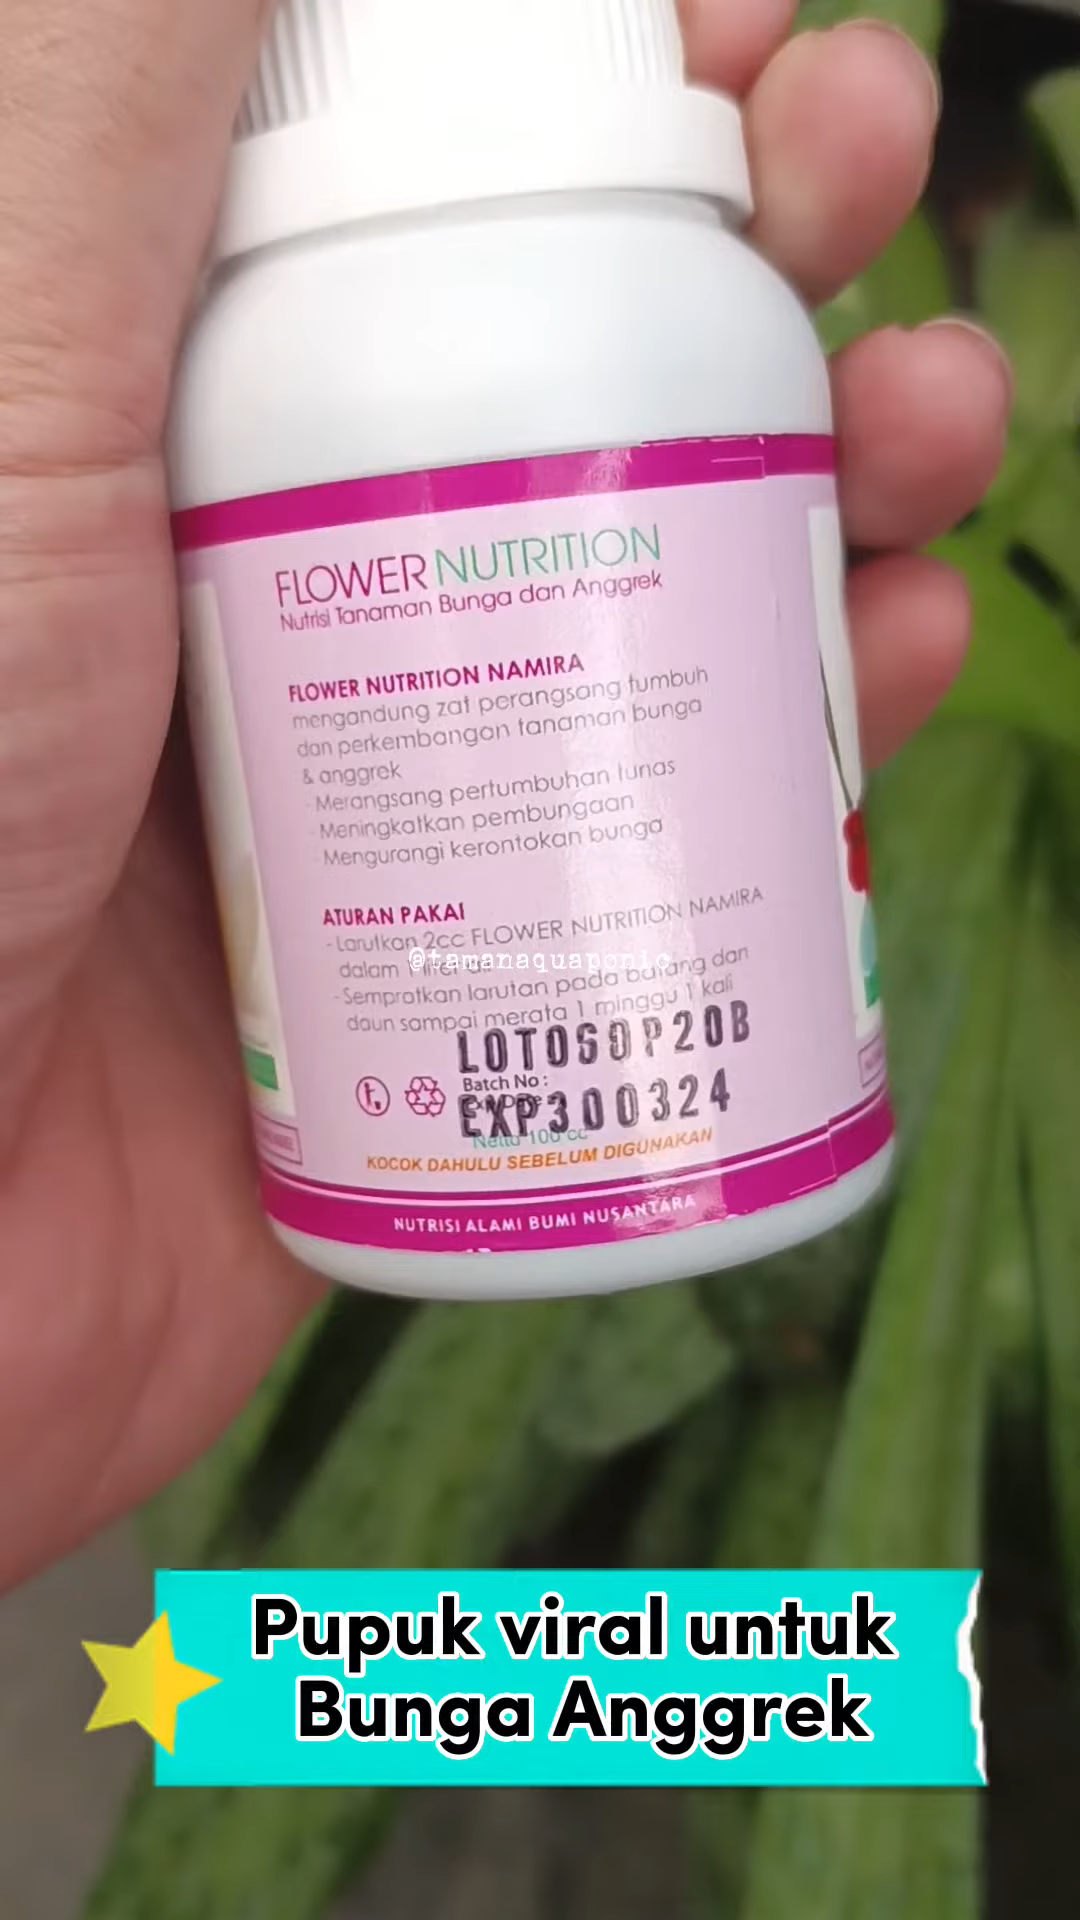 FLOWER NUTRITION
Nutrisi Tanaman Bunga dan Anggrek
FLOWER NUTRITION NAMIRA
mengandung zat perangsang tumbuh
dan perkembangan tanaman bunga
& anggrek
- Merangsang pertumbuhan tunas
- Meningkatkan pembungaan
- Mengurangi kerontokan bunga
ATURAN PAKAI
- Larutkan 2cc FLOWER NUTRITION NAMIRA
dalam 1 liter air
@tamanaquaponic
- Semprotkan larutan pada batang dan
daun sampai merata 1 minggu 1 kali
Batch No :
EXP300324
Netto 100 cc
KOCOK DAHULU SEBELUM DIGUNAKAN
NUTRISI ALAMI BUMI NUSANTARA
Pupuk viral untuk
Bunga Anggrek